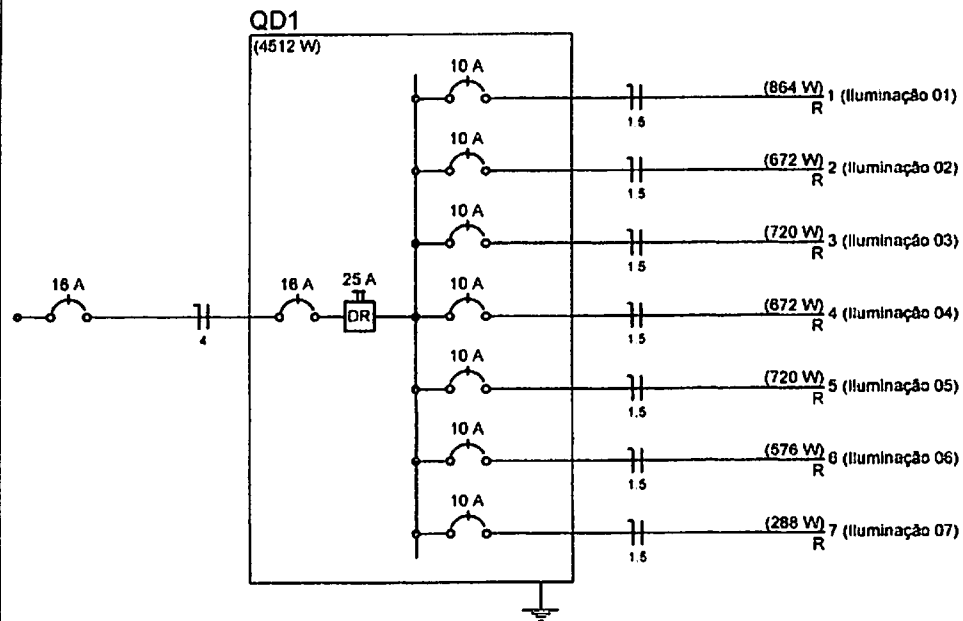 QD1
(4512 W)
10 A
1.5
(864 W)
R
1 (Iluminação 01)
10 A
1.5
(672 W)
R
2 (Iluminação 02)
10 A
1.5
(720 W)
R
3 (Iluminação 03)
16 A
4
16 A
25 A
DR
10 A
1.5
(672 W)
R
4 (Iluminação 04)
10 A
1.5
(720 W)
R
5 (Iluminação 05)
10 A
1.5
(576 W)
R
6 (Iluminação 06)
10 A
1.5
(288 W)
R
7 (Iluminação 07)